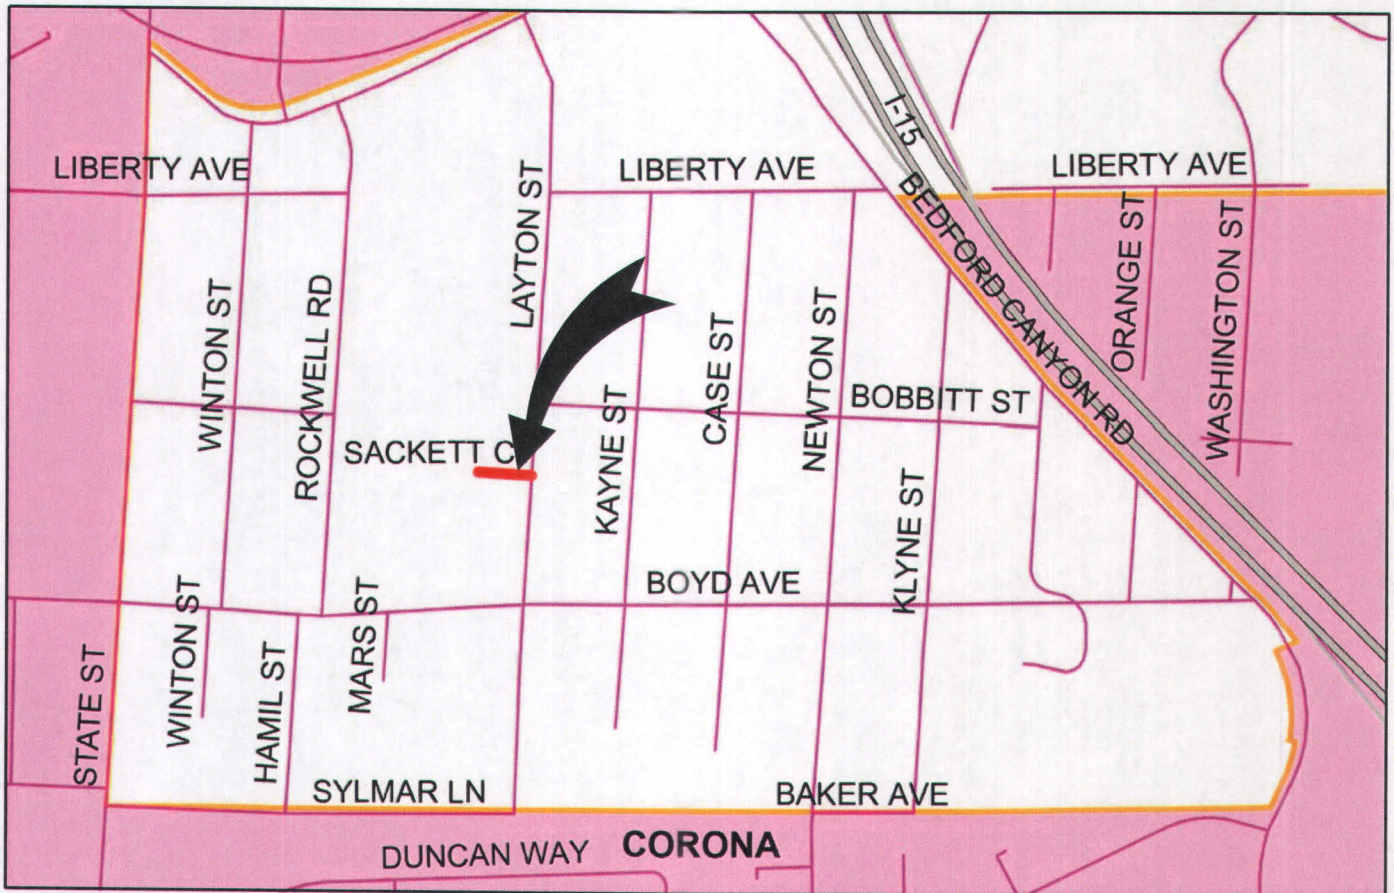 I-15
LIBERTY AVE
LIBERTY AVE
LIBERTY AVE
BEDFORD CANYON RD
LAYTON ST
ORANGE ST
WASHINGTON ST
WINTON ST
ROCKWELL RD
CASE ST
NEWTON ST
BOBBITT ST
KAYNE ST
SACKETT C
KLYNE ST
BOYD AVE
WINTON ST
MARS ST
HAMIL ST
STATE ST
SYLMAR LN
BAKER AVE
DUNCAN WAY
CORONA